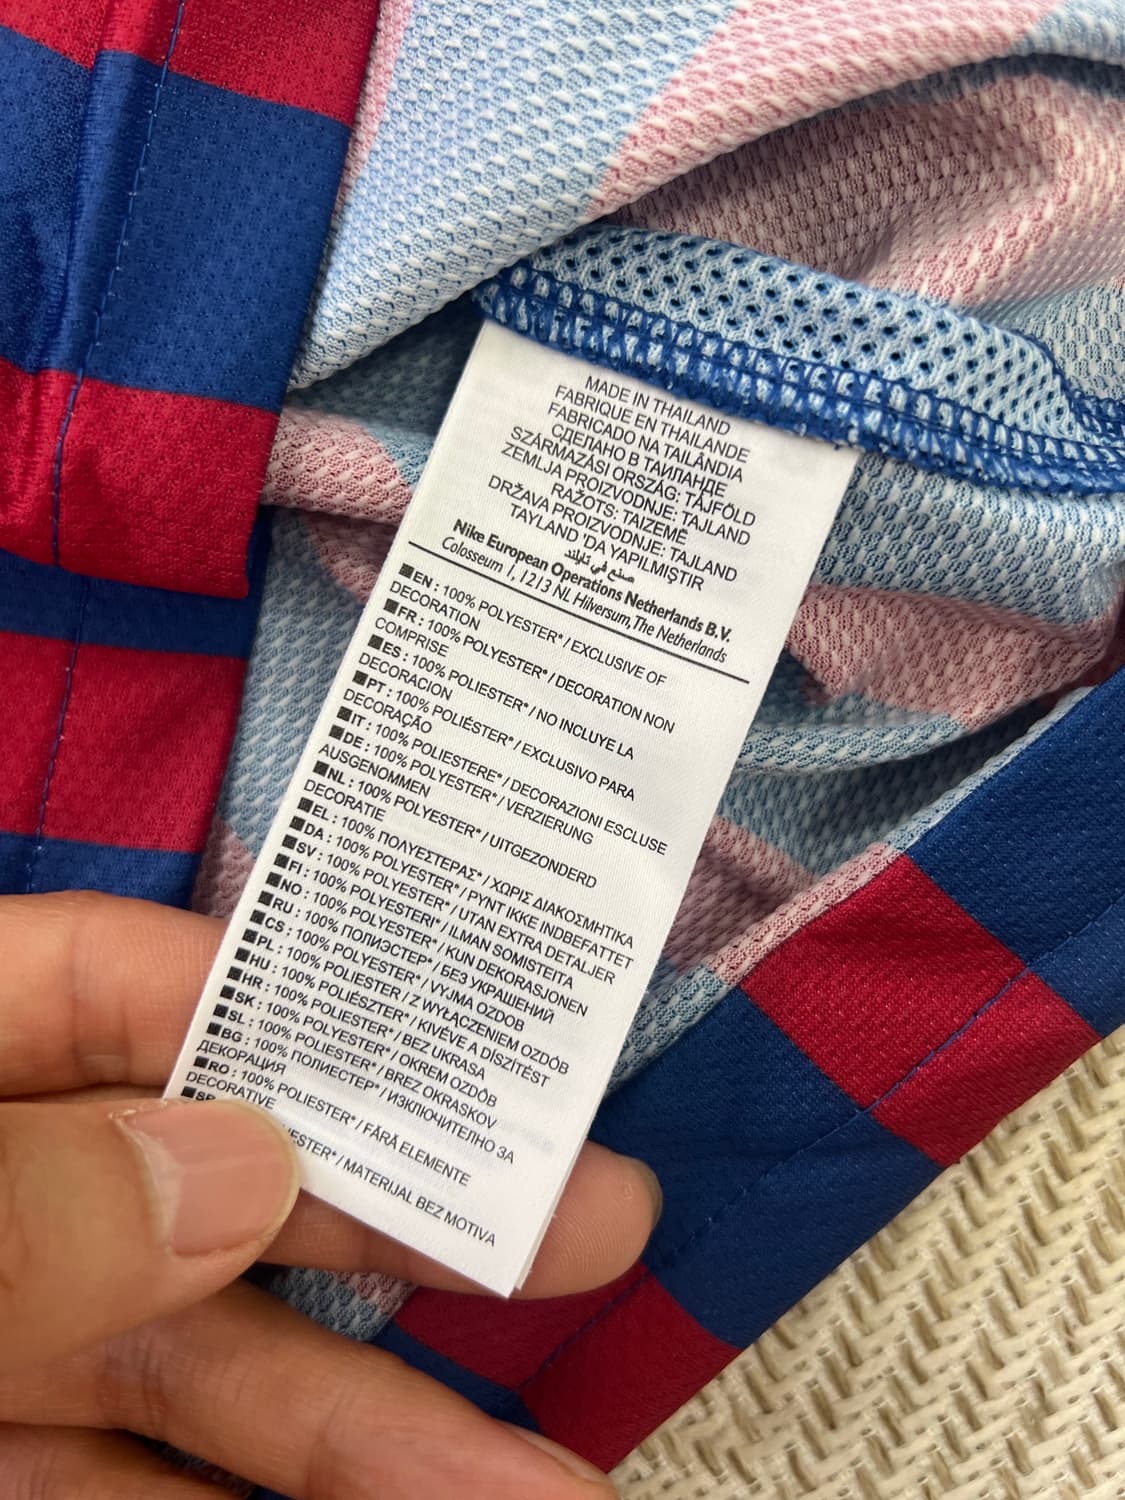 MADE IN THAILAND
FABRIQUE EN THAILANDE
FABRICADO NA TAILÂNDIA
СДЕЛАНО В ТАИЛАНДЕ
SZÁRMAZÁSI ORSZÁG: TÁJFÖLD
ZEMLJA PROIZVODNJE: TAJLAND
RAŽOTS: TAIZEMĒ
DRŽAVA PROIZVODNJE: TAJLAND
TAYLAND 'DA YAPILMIŞTIR
صنع في تايلند
Nike European Operations Netherlands B.V.
Colosseum 1, 1213 NL Hilversum, The Netherlands
EN : 100% POLYESTER* / EXCLUSIVE OF
DECORATION
FR : 100% POLYESTER* / DECORATION NON
COMPRISE
ES : 100% POLIESTER* / NO INCLUYE LA
DECORACION
PT : 100% POLIÉSTER* / EXCLUSIVO PARA
DECORAÇÃO
IT : 100% POLIESTERE* / DECORAZIONI ESCLUSE
DE : 100% POLYESTER* / VERZIERUNG
AUSGENOMMEN
NL : 100% POLYESTER* / UITGEZONDERD
DECORATIE
EL : 100% ΠΟΛΥΕΣΤΕΡΑΣ* / ΧΩΡΙΣ ΔΙΑΚΟΣΜΗΤΙΚΑ
DA : 100% POLYESTER* / PYNT IKKE INDBEFATTET
SV : 100% POLYESTER* / UTAN EXTRA DETALJER
FI : 100% POLYESTERI* / ILMAN SOMISTEITA
NO : 100% POLYESTER* / KUN DEKORASJONEN
RU : 100% ПОЛИЭСТЕР* / БЕЗ УКРАШЕНИЙ
CS : 100% POLYESTER* / VYJMA OZDOB
PL : 100% POLIESTER / Z WYŁĄCZENIEM OZDÓB
HU : 100% POLIÉSZTER* / KIVÉVE A DISZÍTÉST
HR : 100% POLIESTER* / BEZ UKRASA
SK : 100% POLYESTER* / OKREM OZDÔB
SL : 100% POLIESTER* / BREZ OKRASKOV
BG : 100% ПОЛИЕСТЕР* / ИЗКЛЮЧИТЕЛНО ЗА
ДЕКОРАЦИЯ
RO : 100% POLIESTER* / FĂRĂ ELEMENTE
DECORATIVE
MATERIJAL BEZ MOTIVA